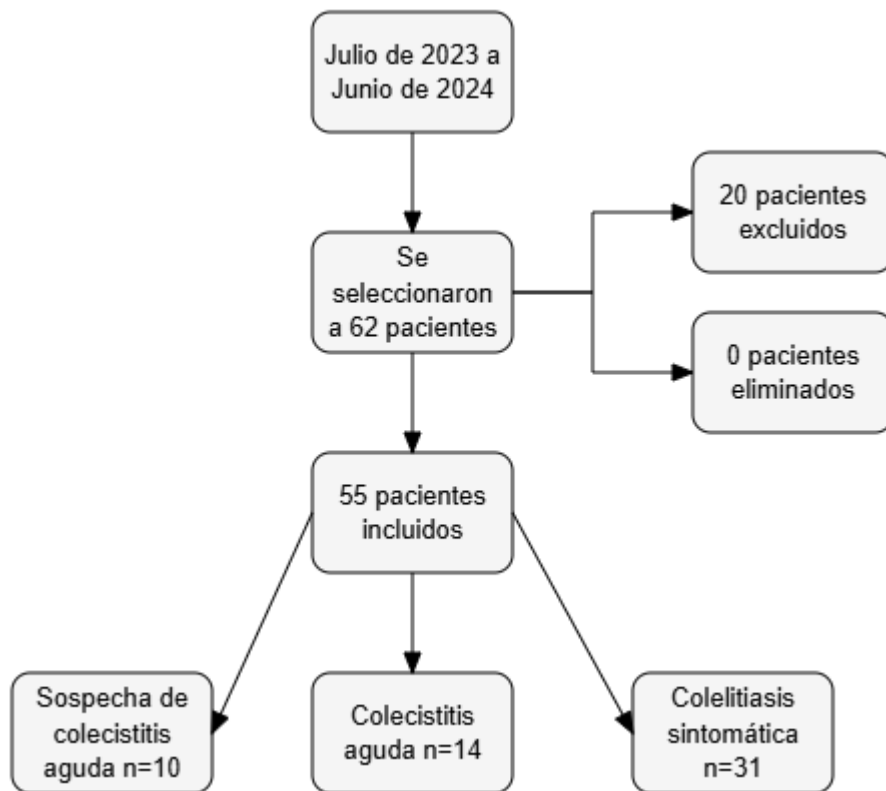 Julio de 2023 a
Junio de 2024
20 pacientes
excluidos
Se
seleccionaron
a 62 pacientes
0 pacientes
eliminados
55 pacientes
incluidos
Sospecha de
colecistitis
aguda n=10
Colecistitis
aguda n=14
Colelitiasis
sintomática
n=31